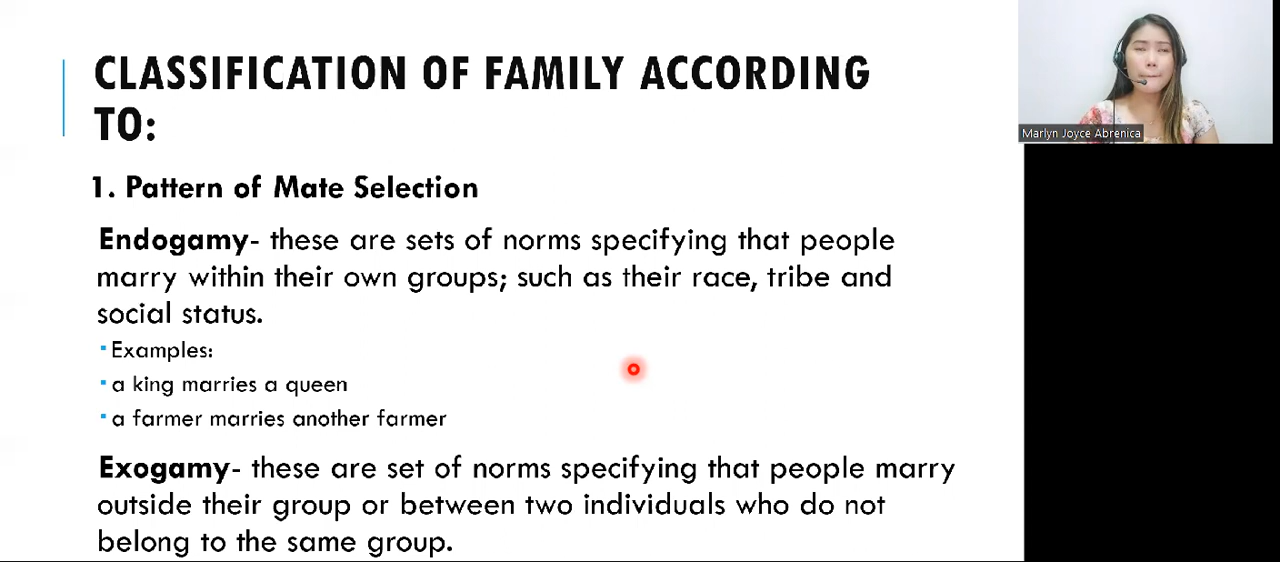 CLASSIFICATION OF FAMILY ACCORDING
TO:
1. Pattern of Mate Selection
Endogamy- these are sets of norms specifying that people
marry within their own groups; such as their race, tribe and
social status.
Examples:
a king marries a queen
a farmer marries another farmer
Exogamy- these are set of norms specifying that people marry
outside their group or between two individuals who do not
belong to the same group.
Marlyn Joyce Abrenica